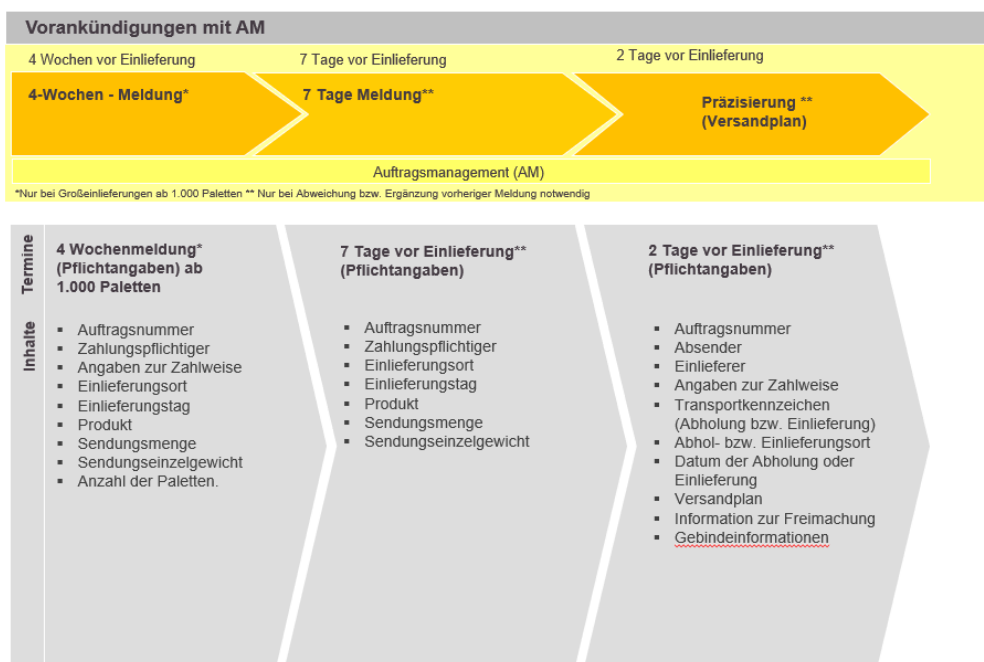 Vorankündigungen mit AM
4 Wochen vor Einlieferung
7 Tage vor Einlieferung
2 Tage vor Einlieferung
4-Wochen - Meldung*
7 Tage Meldung**
Präzisierung **
(Versandplan)
Auftragsmanagement (AM)
*Nur bei Großeinlieferungen ab 1.000 Paletten ** Nur bei Abweichung bzw. Ergänzung vorheriger Meldung notwendig
Termine
4 Wochenmeldung*
(Pflichtangaben) ab
1.000 Paletten
7 Tage vor Einlieferung**
(Pflichtangaben)
2 Tage vor Einlieferung**
(Pflichtangaben)
Inhalte
▪ Auftragsnummer
▪ Zahlungspflichtiger
▪ Angaben zur Zahlweise
▪ Einlieferungsort
▪ Einlieferungstag
▪ Produkt
▪ Sendungsmenge
▪ Sendungseinzelgewicht
▪ Anzahl der Paletten.
▪ Auftragsnummer
▪ Zahlungspflichtiger
▪ Einlieferungsort
▪ Einlieferungstag
▪ Produkt
▪ Sendungsmenge
▪ Sendungseinzelgewicht
▪ Auftragsnummer
▪ Absender
▪ Einlieferer
▪ Angaben zur Zahlweise
▪ Transportkennzeichen
(Abholung bzw. Einlieferung)
▪ Abhol- bzw. Einlieferungsort
▪ Datum der Abholung oder
Einlieferung
▪ Versandplan
▪ Information zur Freimachung
▪ Gebindeinformationen